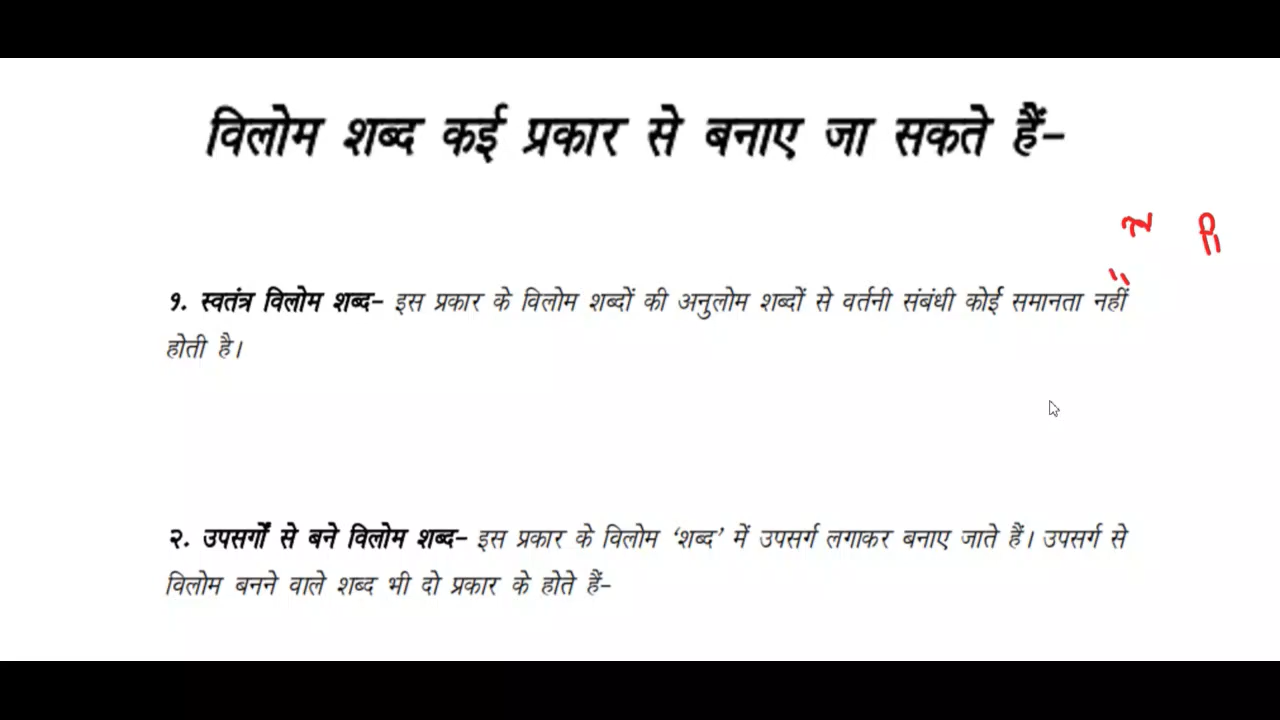 विलोम शब्द कई प्रकार से बनाए जा सकते हैं-
१. स्वतंत्र विलोम शब्द- इस प्रकार के विलोम शब्दों की अनुलोम शब्दों से वर्तनी संबंधी कोई समानता नहीं
होती है।
२. उपसर्गों से बने विलोम शब्द- इस प्रकार के विलोम ‘शब्द’ में उपसर्ग लगाकर बनाए जाते हैं। उपसर्ग से
विलोम बनने वाले शब्द भी दो प्रकार के होते हैं-